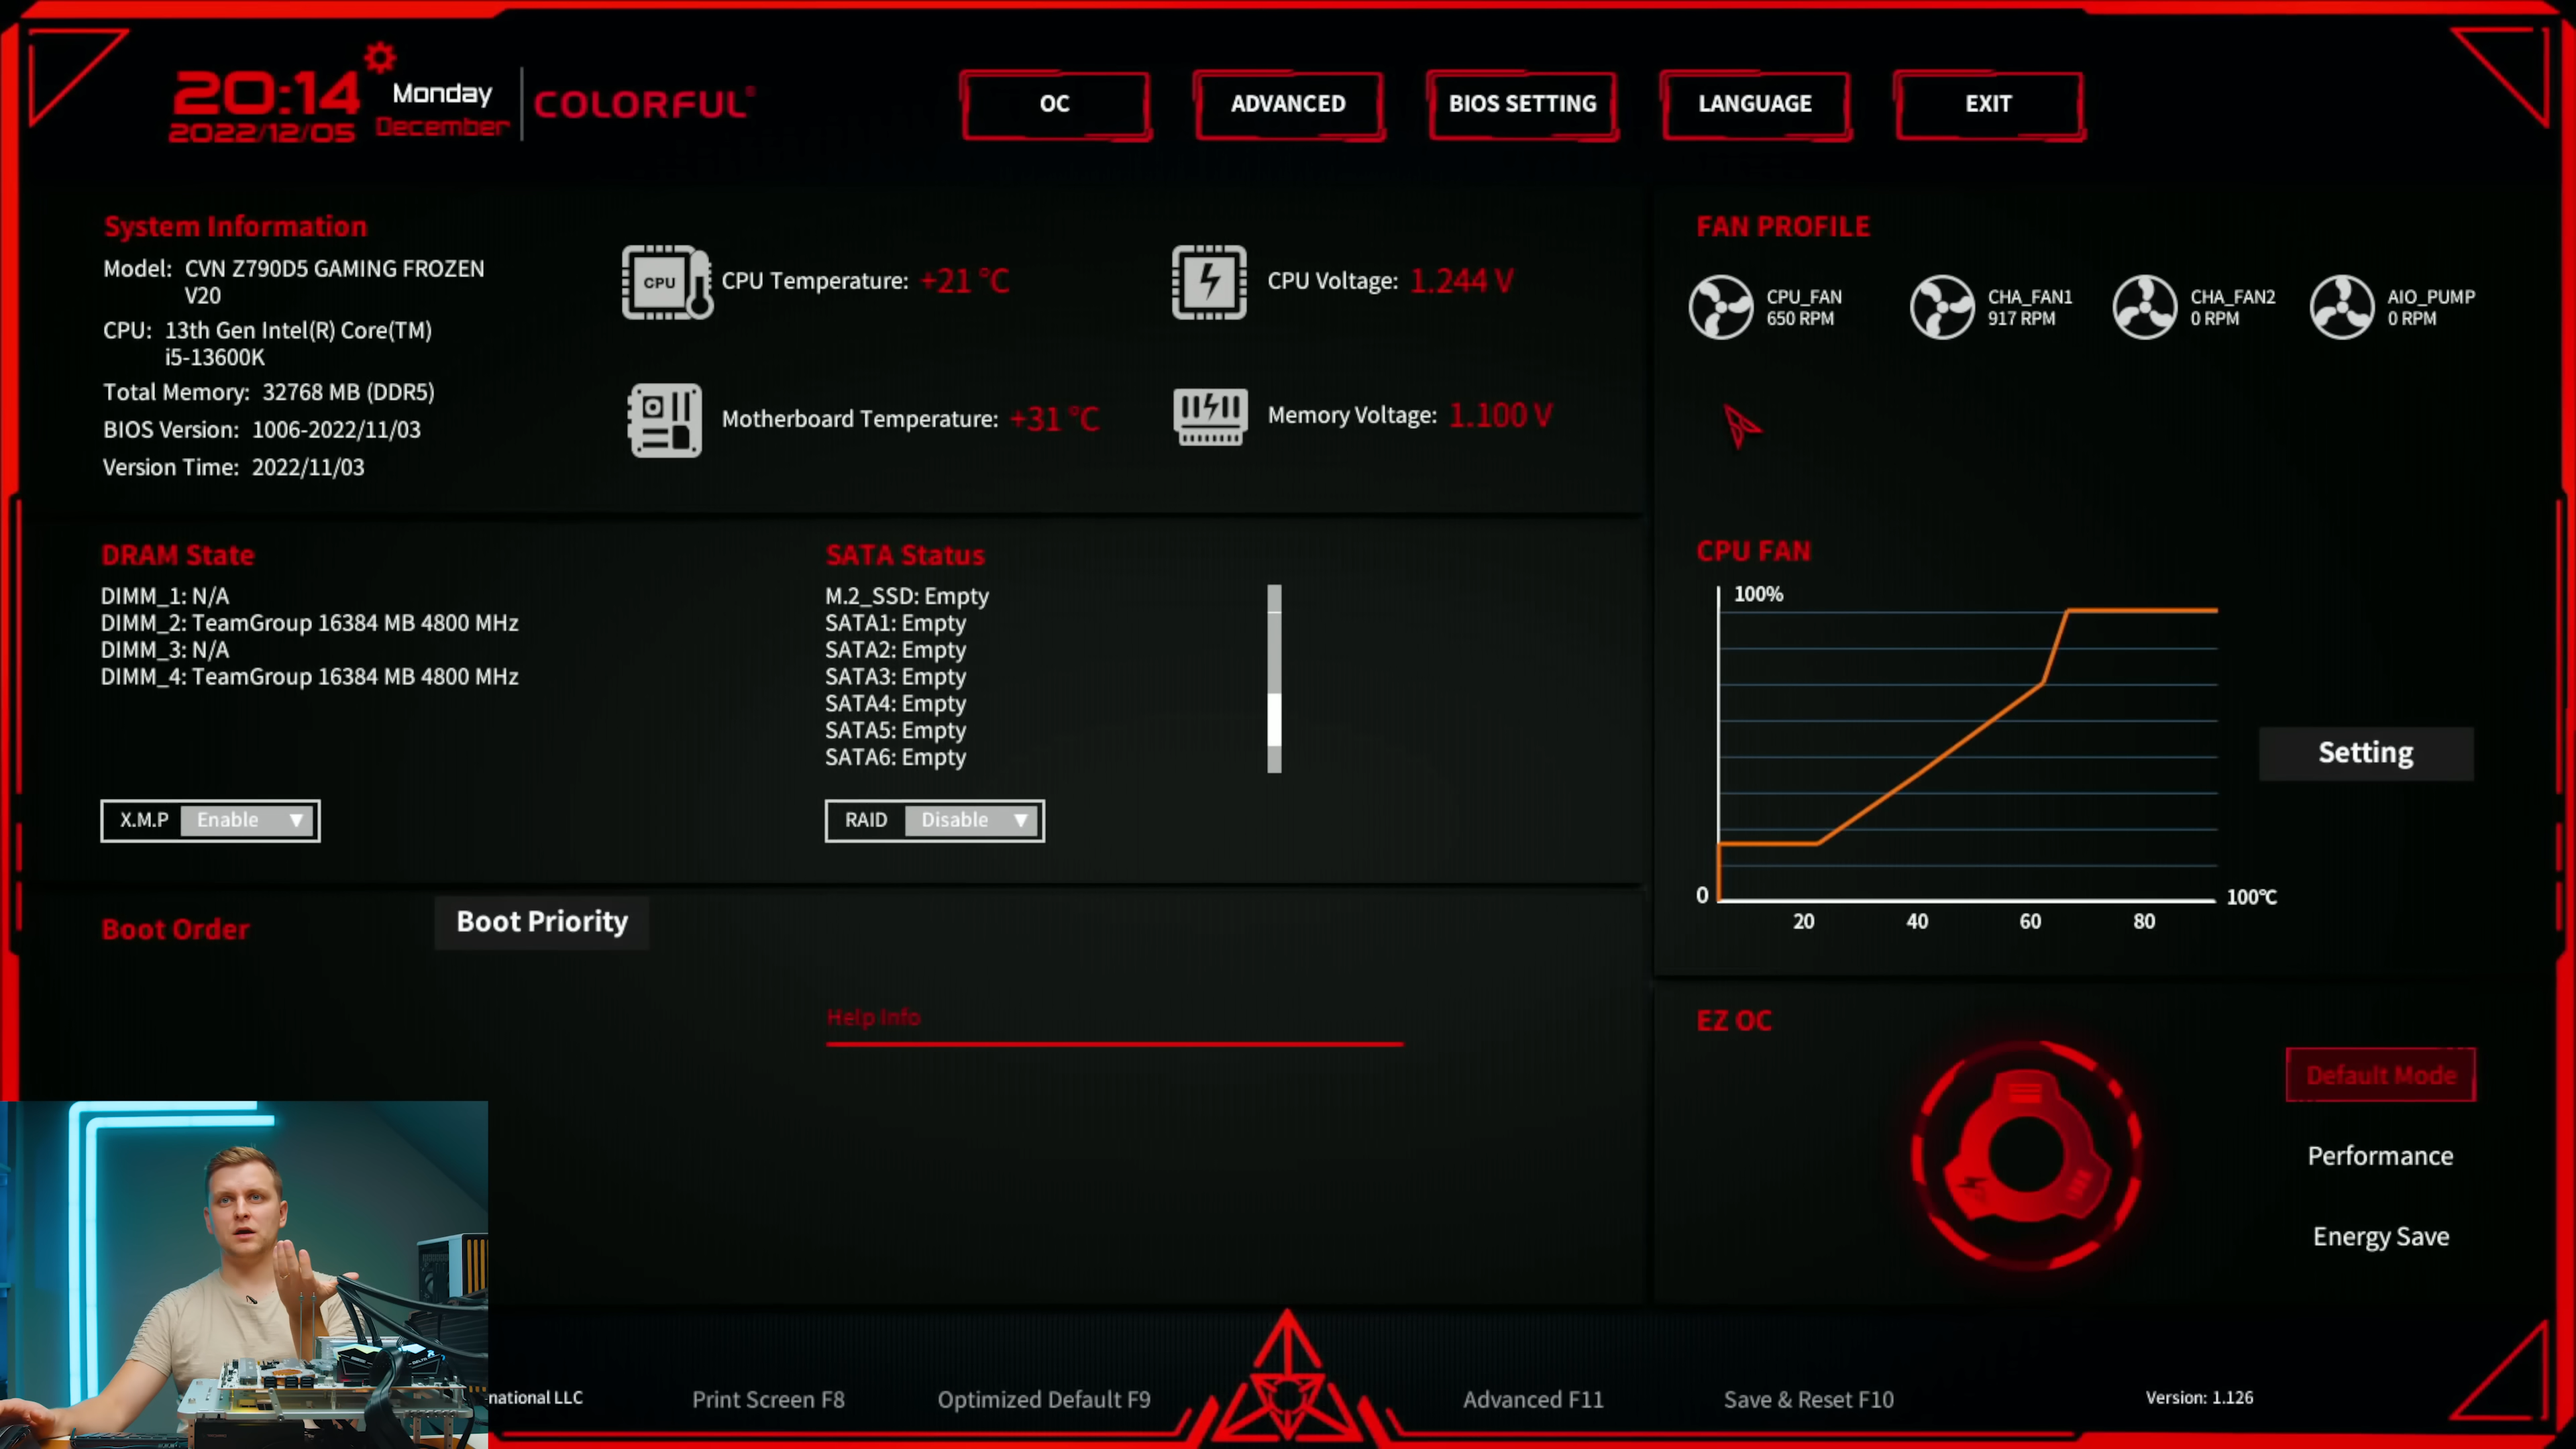 20:14
Monday
2022/12/05
December
COLORFUL®
OC
ADVANCED
BIOS SETTING
LANGUAGE
EXIT
System Information
Model: CVN Z790D5 GAMING FROZEN
V20
CPU: 13th Gen Intel(R) Core(TM)
i5-13600K
Total Memory: 32768 MB (DDR5)
BIOS Version: 1006-2022/11/03
Version Time: 2022/11/03
CPU
CPU Temperature: +21 °C
CPU Voltage: 1.244 V
Motherboard Temperature: +31 °C
Memory Voltage: 1.100 V
FAN PROFILE
CPU_FAN
650 RPM
CHA_FAN1
917 RPM
CHA_FAN2
0 RPM
AIO_PUMP
0 RPM
DRAM State
DIMM_1: N/A
DIMM_2: TeamGroup 16384 MB 4800 MHz
DIMM_3: N/A
DIMM_4: TeamGroup 16384 MB 4800 MHz
X.M.P Enable ▼
SATA Status
M.2_SSD: Empty
SATA1: Empty
SATA2: Empty
SATA3: Empty
SATA4: Empty
SATA5: Empty
SATA6: Empty
RAID Disable ▼
CPU FAN
100%
0
20 40 60 80
100°C
Setting
Boot Order
Boot Priority
Help Info
EZ OC
Default Mode
Performance
Energy Save
national LLC
Print Screen F8
Optimized Default F9
Advanced F11
Save & Reset F10
Version: 1.126